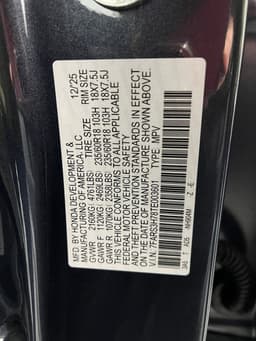 MFD. BY HONDA DEVELOPMENT & 12/25
MANUFACTURING OF AMERICA, LLC
TIRE SIZE RIM SIZE
GVWR 2160KG( 4761LBS)
GAWR F 1120KG( 2469LBS) 235/60R18 103H 18X7.5J
GAWR R 1070KG( 2358LBS) 235/60R18 103H 18X7.5J
THIS VEHICLE CONFORMS TO ALL APPLICABLE
FEDERAL MOTOR VEHICLE SAFETY
AND THEFT PREVENTION STANDARDS IN EFFECT
ON THE DATE OF MANUFACTURE SHOWN ABOVE.
TYPE: MPV